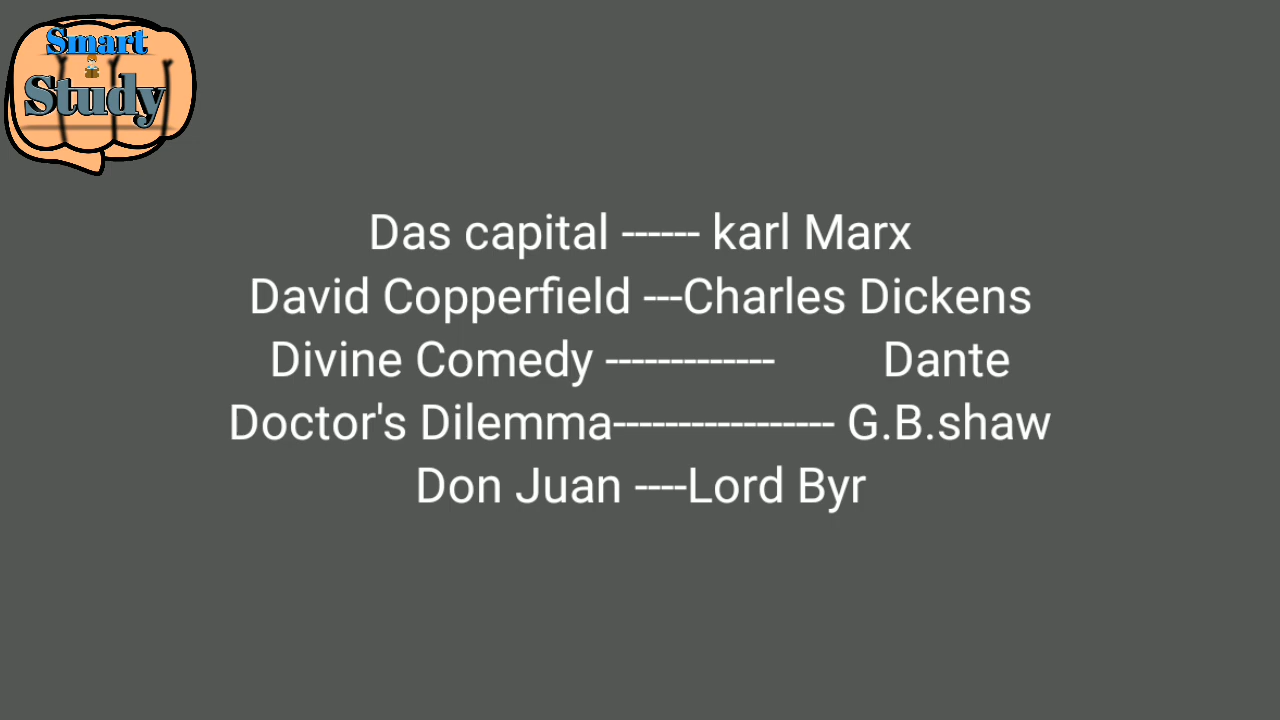 Smart
Study
Das capital ------ karl Marx
David Copperfield ---Charles Dickens
Divine Comedy ------------- Dante
Doctor's Dilemma----------------- G.B.shaw
Don Juan ----Lord Byr